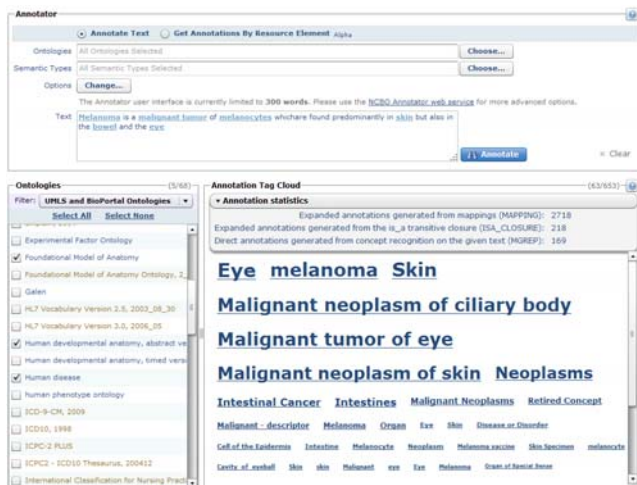 Annotator
Annotate Text Get Annotations By Resource Element Alpha
Ontologies All Ontologies Selected Choose...
Semantic Types All Semantic Types Selected Choose...
Options Change...
The Annotator user interface is currently limited to 300 words. Please use the NCBO Annotator web service for more advanced options.
Text Melanoma is a malignant tumor of melanocytes whichare found predominantly in skin but also in
the bowel and the eye
Annotate Clear
Ontologies (5/68)
Filter: UMLS and BioPortal Ontologies
Select All Select None
Experimental Factor Ontology
Foundational Model of Anatomy
Foundational Model of Anatomy Ontology, 2_
Galen
HL7 Vocabulary Version 2.5, 2003_08_30
HL7 Vocabulary Version 3.0, 2006_05
Human developmental anatomy, abstract ve
Human developmental anatomy, timed versi
Human disease
human phenotype ontology
ICD-9-CM, 2009
ICD10, 1998
ICPC-2 PLUS
ICPC2 - ICD10 Thesaurus, 200412
International Classification for Nursing Pract
Annotation Tag Cloud (63/653)
Annotation statistics
Expanded annotations generated from mappings (MAPPING): 2718
Expanded annotations generated from the is_a transitive closure (ISA_CLOSURE): 218
Direct annotations generated from concept recognition on the given text (MGREP): 169
Eye melanoma Skin
Malignant neoplasm of ciliary body
Malignant tumor of eye
Malignant neoplasm of skin Neoplasms
Intestinal Cancer Intestines Malignant Neoplasms Retired Concept
Malignant - descriptor Melanoma Organ Eye Skin Disease or Disorder
Cell of the Epidermis Intestine Melanocyte Neoplasm Melanoma vaccine Skin Specimen melanocyte
Cavity of eyeball Skin skin Malignant eye Eye Melanoma Organ of Special Sense